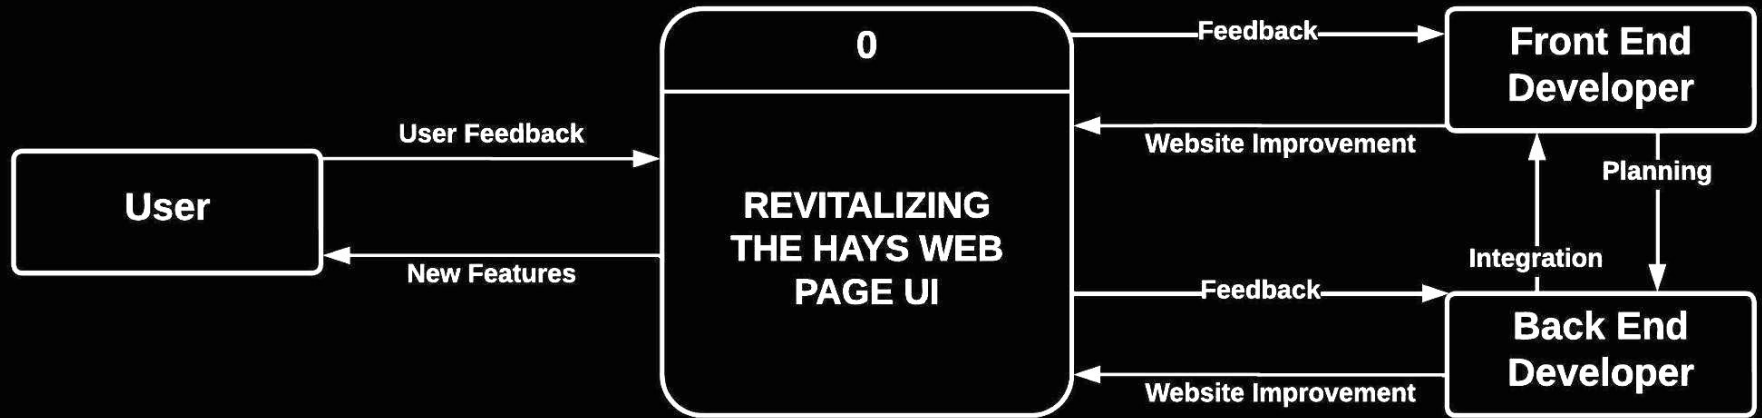 0
Feedback
Front End
Developer
User Feedback
Website Improvement
Planning
User
REVITALIZING
THE HAYS WEB
PAGE UI
New Features
Integration
Feedback
Back End
Developer
Website Improvement